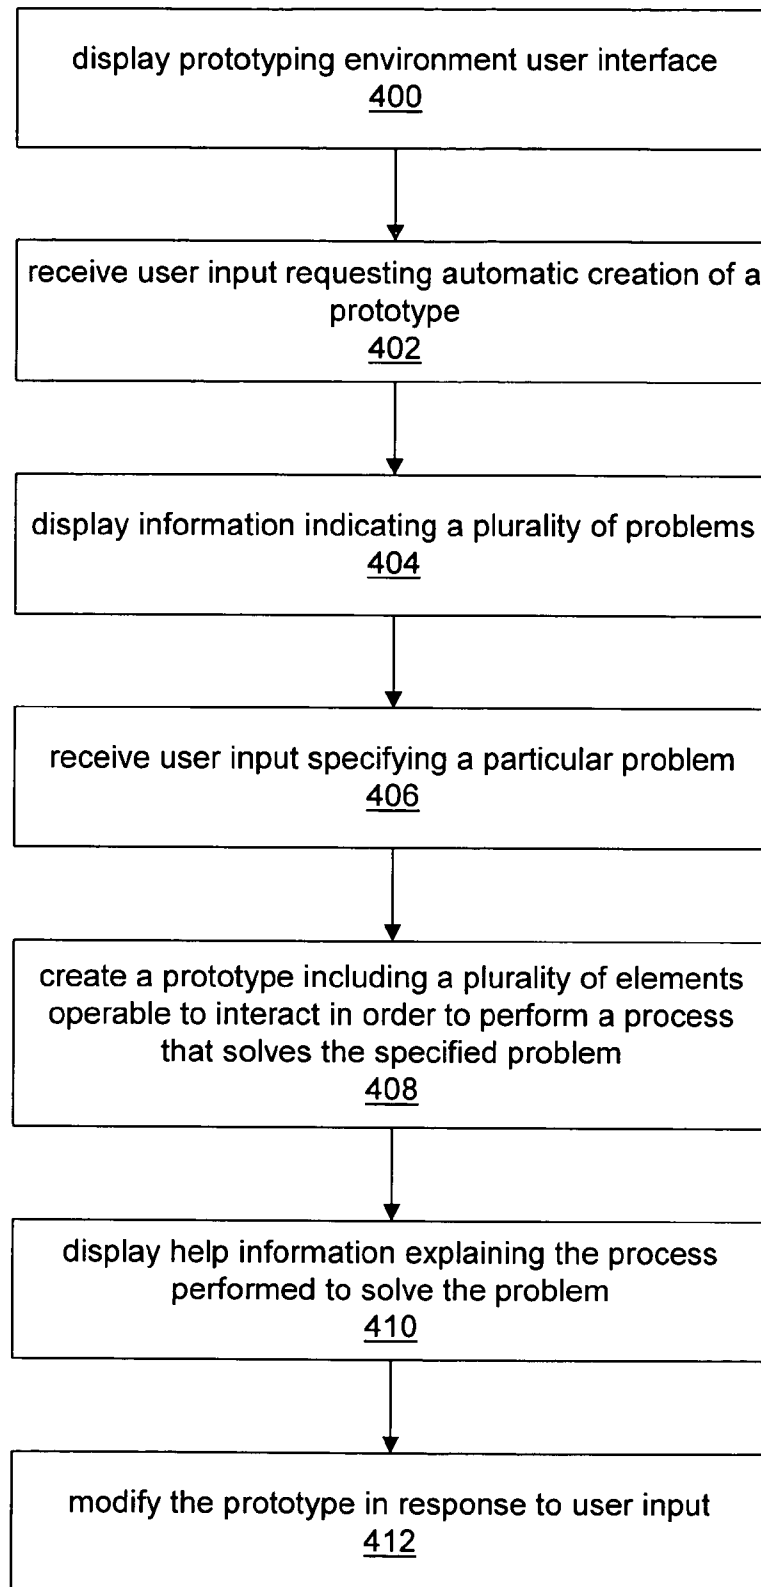 display prototyping environment user interface
400
receive user input requesting automatic creation of a
prototype
402
display information indicating a plurality of problems
404
receive user input specifying a particular problem
406
create a prototype including a plurality of elements
operable to interact in order to perform a process
that solves the specified problem
408
display help information explaining the process
performed to solve the problem
410
modify the prototype in response to user input
412